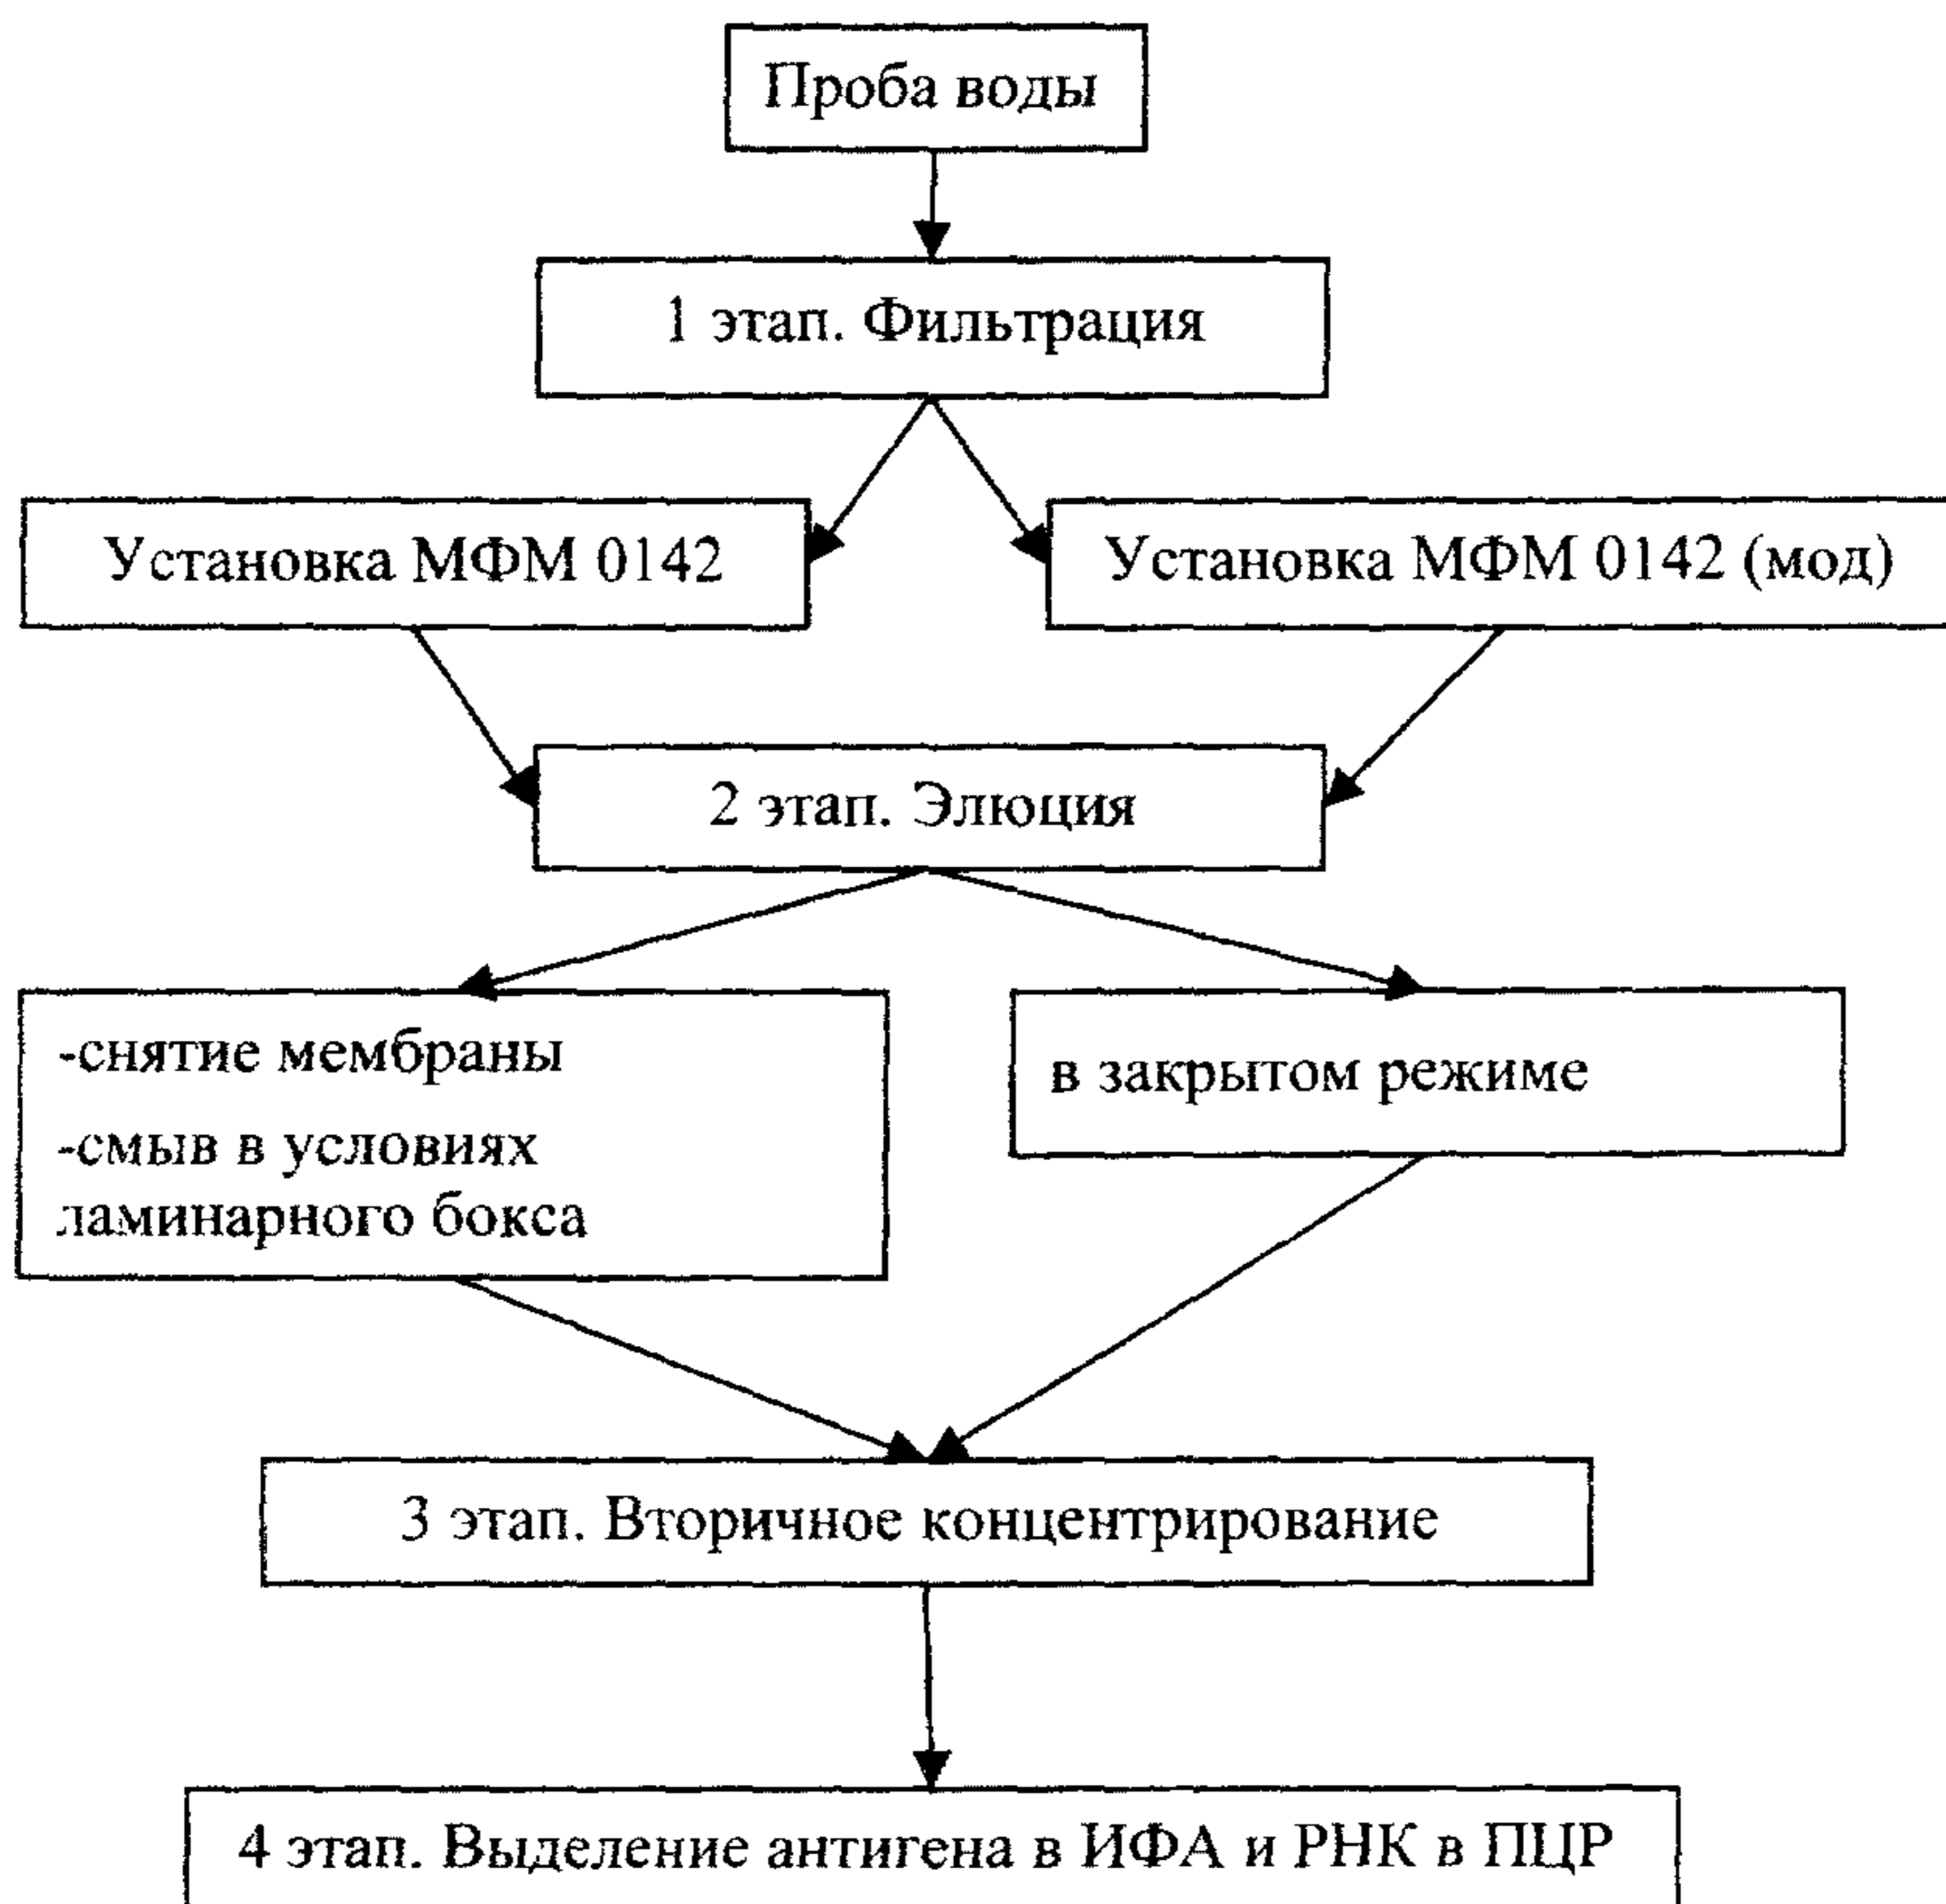 Проба воды
1 этап. Фильтрация
Установка МФМ 0142
Установка МФМ 0142 (мод)
2 этап. Элюция
-снятие мембраны
-смыв в условиях
ламинарного бокса
в закрытом режиме
3 этап. Вторичное концентрирование
4 этап. Выделение антигена в ИФА и РНК в ПЦР